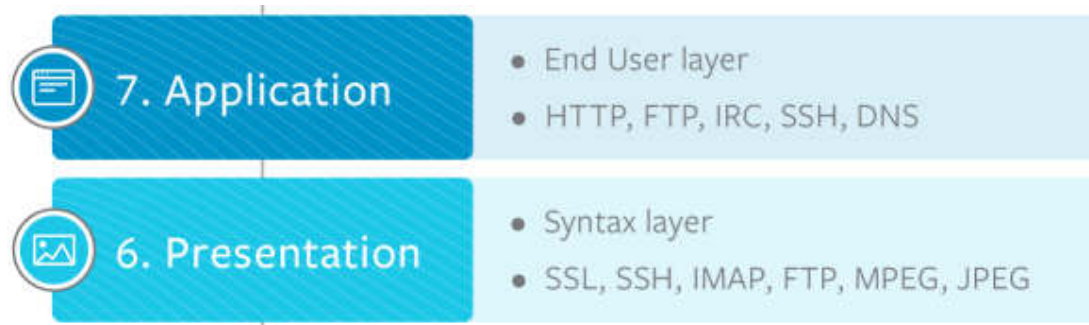 7. Application
• End User layer
• HTTP, FTP, IRC, SSH, DNS
6. Presentation
• Syntax layer
• SSL, SSH, IMAP, FTP, MPEG, JPEG